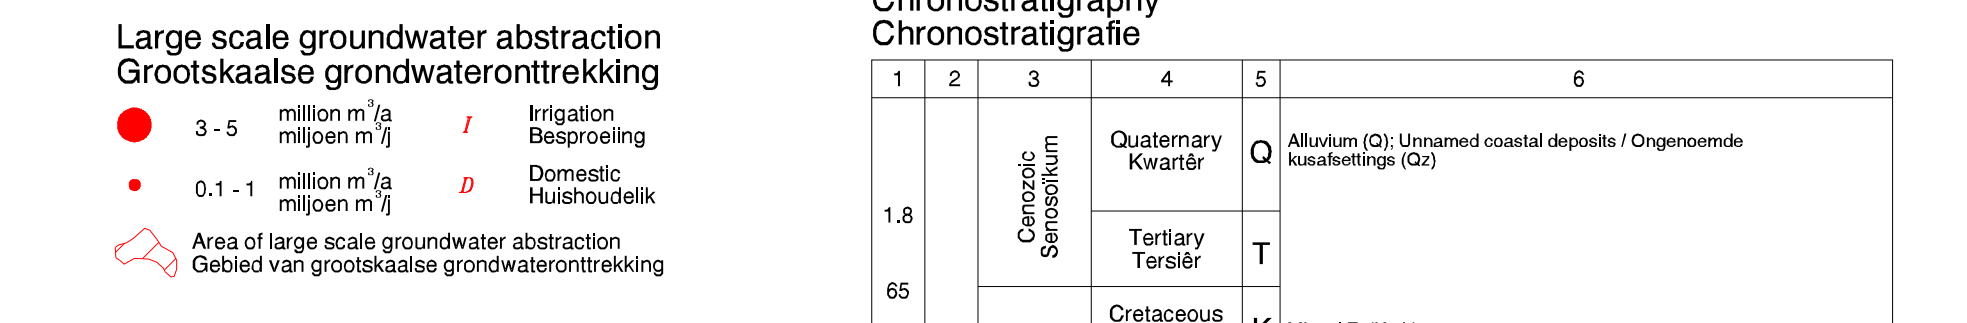 Large scale groundwater abstraction
Grootskaalse grondwateronttrekking
3 - 5
million m³/a
miljoen m³/j
I
Irrigation
Besproeiing
0.1 - 1
million m³/a
miljoen m³/j
D
Domestic
Huishoudelik
Area of large scale groundwater abstraction
Gebied van grootskaalse grondwateronttrekking
Chronostratigraphy
Chronostratigrafie
1 2 3 4 5 6
Cenozoic
Senosoïkum
Quaternary
Kwartêr
Q
Alluvium (Q); Unnamed coastal deposits / Ongenoemde
kusafsettings (Qz)
1.8
Tertiary
Tersiêr
T
65
Cretaceous
K